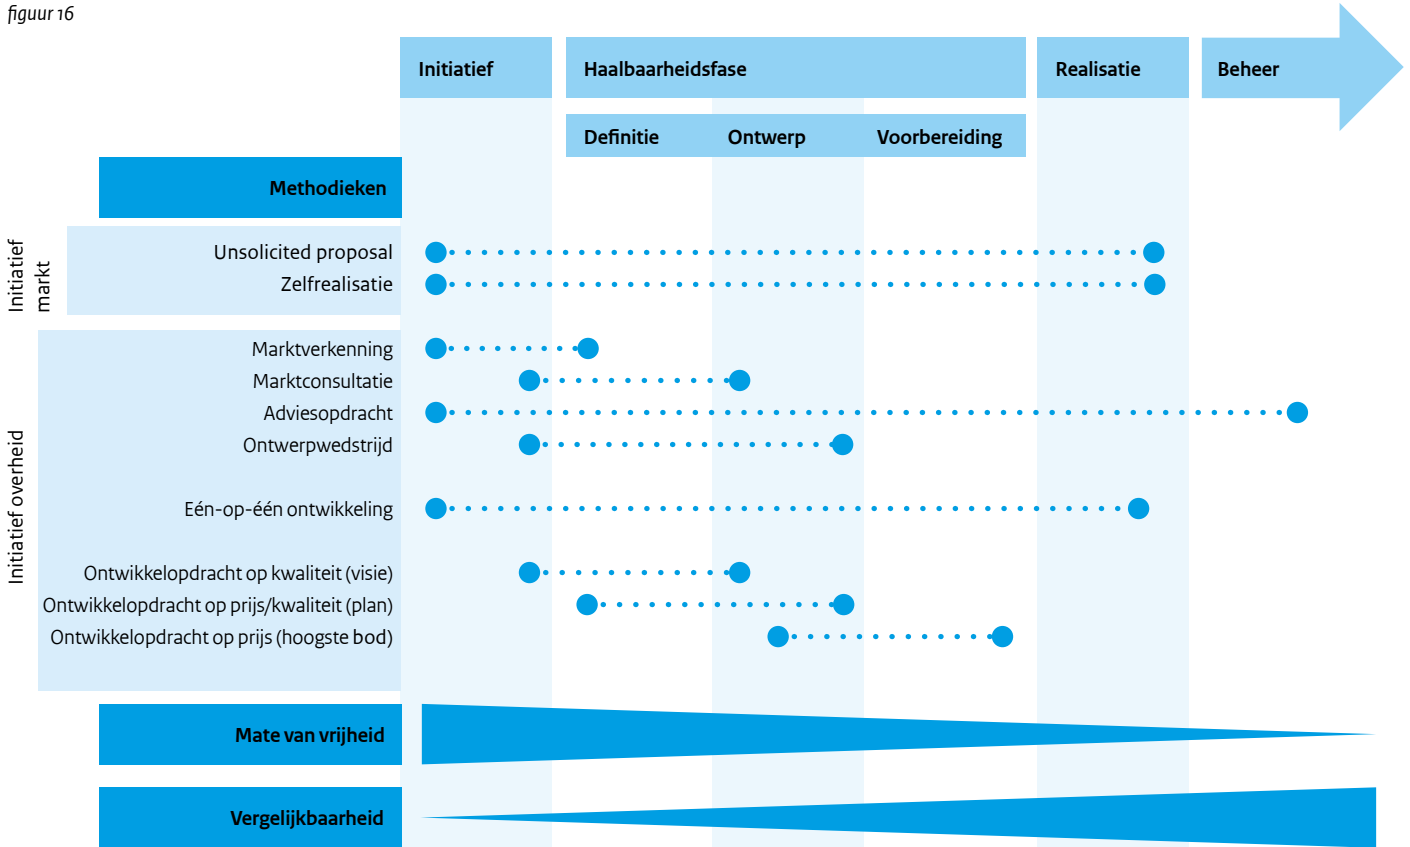 figuur 16
Initiatief
Haalbaarheidsfase
Realisatie
Beheer
Definitie
Ontwerp
Voorbereiding
Methodieken
Initiatief
markt
Unsolicited proposal
Zelfrealisatie
Initiatief overheid
Marktverkenning
Marktconsultatie
Adviesopdracht
Ontwerpwedstrijd
Eén-op-één ontwikkeling
Ontwikkelopdracht op kwaliteit (visie)
Ontwikkelopdracht op prijs/kwaliteit (plan)
Ontwikkelopdracht op prijs (hoogste bod)
Mate van vrijheid
Vergelijkbaarheid